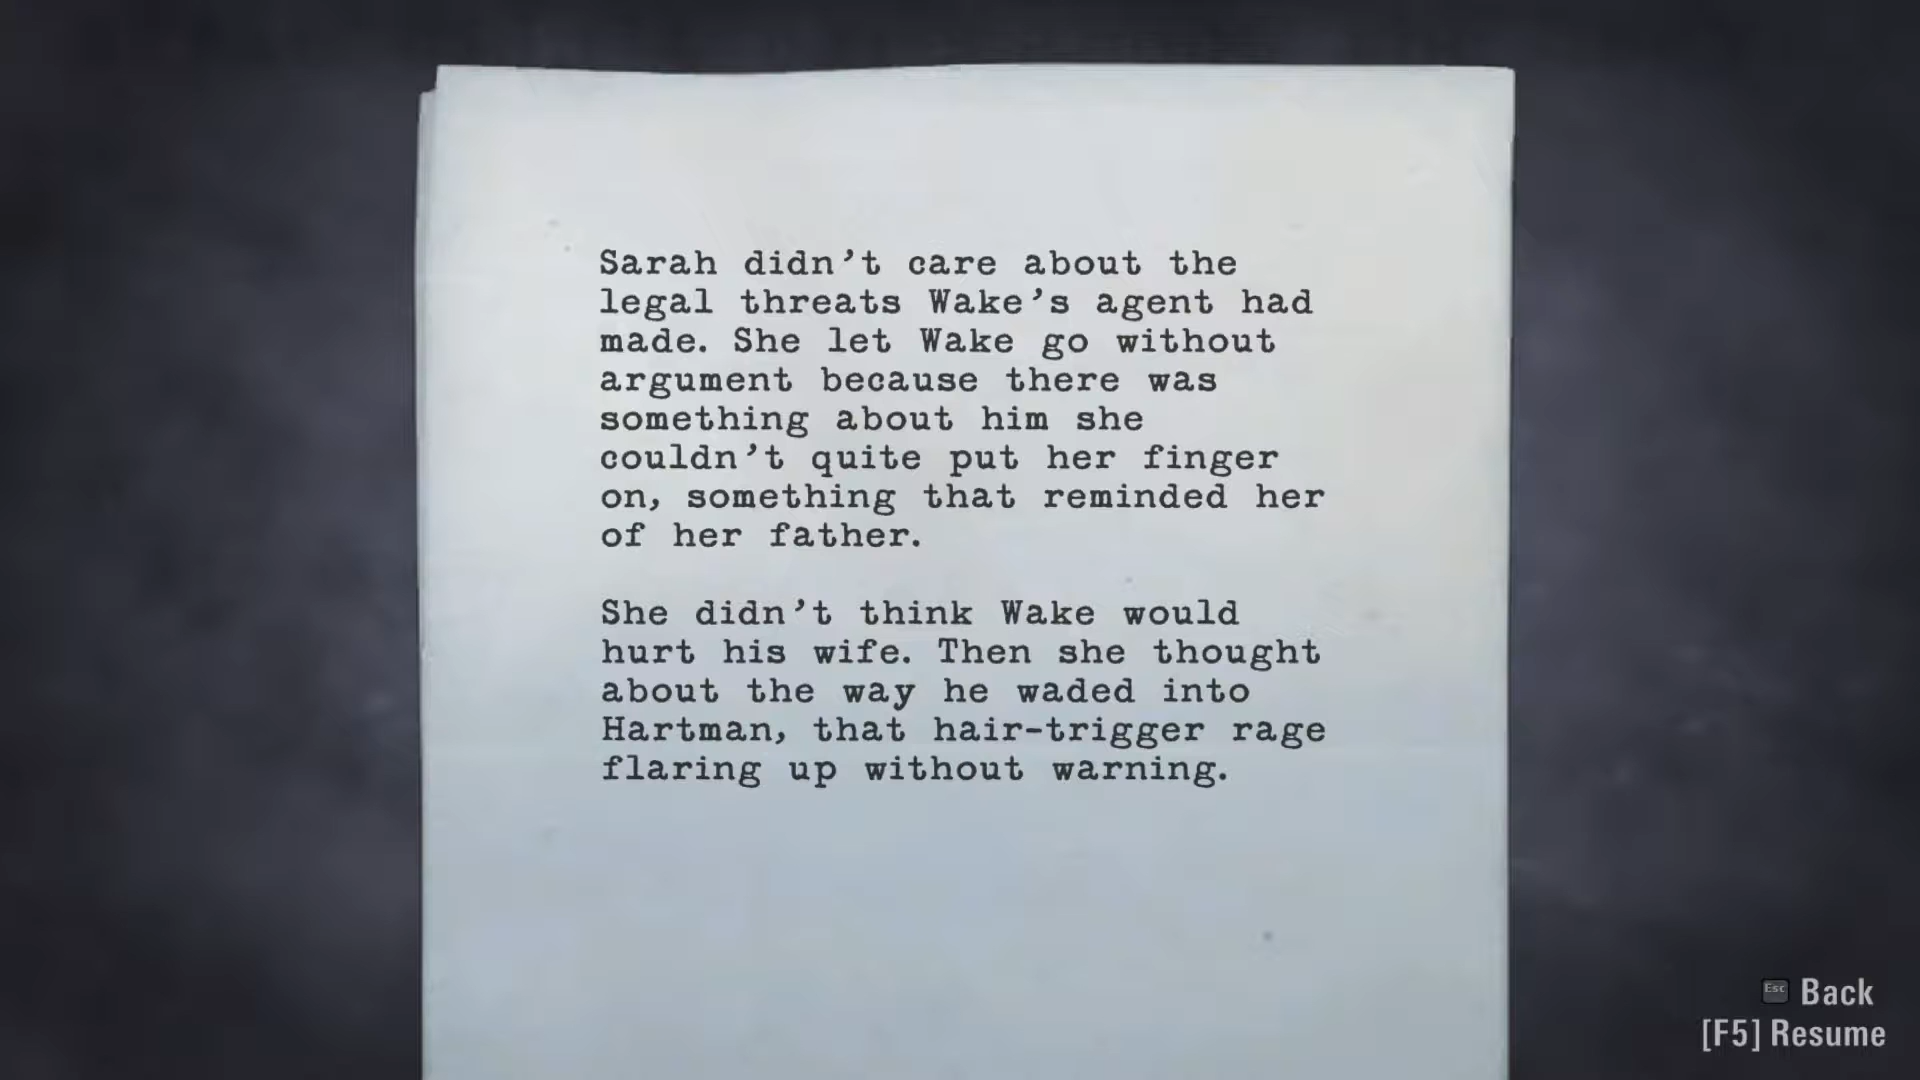 Sarah didn’t care about the
legal threats Wake’s agent had
made. She let Wake go without
argument because there was
something about him she
couldn’t quite put her finger
on, something that reminded her
of her father.
She didn’t think Wake would
hurt his wife. Then she thought
about the way he waded into
Hartman, that hair-trigger rage
flaring up without warning.
Esc Back
[F5] Resume